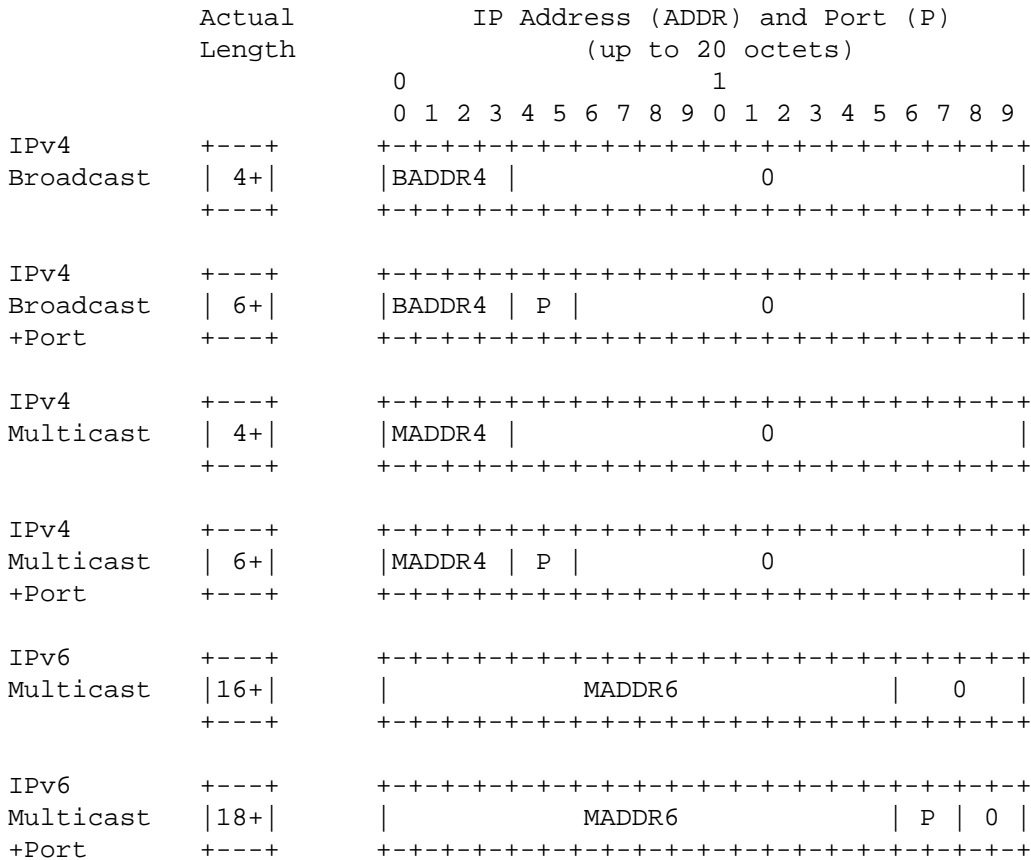 Actual           IP Address (ADDR) and Port (P)
            Length                  (up to 20 octets)
                        0                   1
                        0 1 2 3 4 5 6 7 8 9 0 1 2 3 4 5 6 7 8 9
IPv4        +---+      +-+-+-+-+-+-+-+-+-+-+-+-+-+-+-+-+-+-+-+-+
Broadcast   | 4+|      |BADDR4 |               0               |
            +---+      +-+-+-+-+-+-+-+-+-+-+-+-+-+-+-+-+-+-+-+-+

IPv4        +---+      +-+-+-+-+-+-+-+-+-+-+-+-+-+-+-+-+-+-+-+-+
Broadcast   | 6+|      |BADDR4 | P |           0               |
+Port       +---+      +-+-+-+-+-+-+-+-+-+-+-+-+-+-+-+-+-+-+-+-+

IPv4        +---+      +-+-+-+-+-+-+-+-+-+-+-+-+-+-+-+-+-+-+-+-+
Multicast   | 4+|      |MADDR4 |               0               |
            +---+      +-+-+-+-+-+-+-+-+-+-+-+-+-+-+-+-+-+-+-+-+

IPv4        +---+      +-+-+-+-+-+-+-+-+-+-+-+-+-+-+-+-+-+-+-+-+
Multicast   | 6+|      |MADDR4 | P |           0               |
+Port       +---+      +-+-+-+-+-+-+-+-+-+-+-+-+-+-+-+-+-+-+-+-+

IPv6        +---+      +-+-+-+-+-+-+-+-+-+-+-+-+-+-+-+-+-+-+-+-+
Multicast   |16+|      |            MADDR6             |   0   |
            +---+      +-+-+-+-+-+-+-+-+-+-+-+-+-+-+-+-+-+-+-+-+

IPv6        +---+      +-+-+-+-+-+-+-+-+-+-+-+-+-+-+-+-+-+-+-+-+
Multicast   |18+|      |            MADDR6             | P | 0 |
+Port       +---+      +-+-+-+-+-+-+-+-+-+-+-+-+-+-+-+-+-+-+-+-+